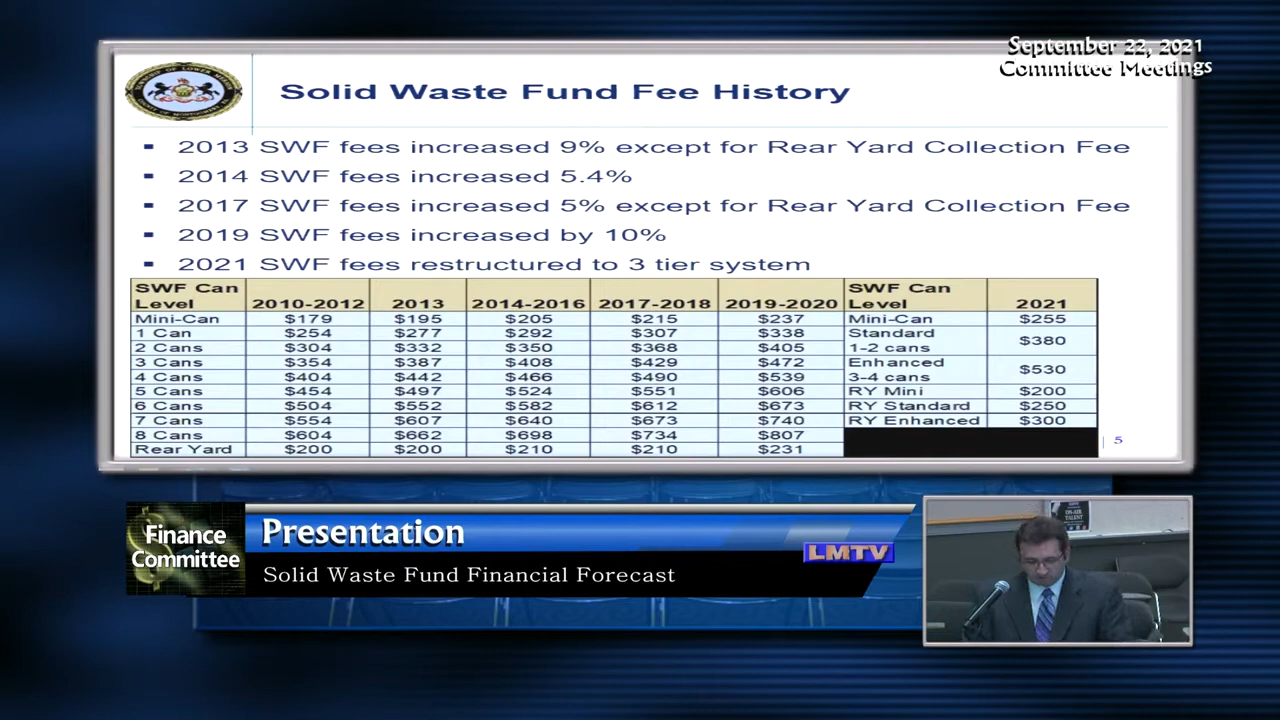 September 22, 2021
Committee Meetings
Solid Waste Fund Fee History
2013 SWF fees increased 9% except for Rear Yard Collection Fee
2014 SWF fees increased 5.4%
2017 SWF fees increased 5% except for Rear Yard Collection Fee
2019 SWF fees increased by 10%
2021 SWF fees restructured to 3 tier system
SWF Can Level 2010-2012 2013 2014-2016 2017-2018 2019-2020 SWF Can Level 2021
Mini-Can $179 $195 $205 $215 $237 Mini-Can $255
1 Can $254 $277 $292 $307 $338 Standard
2 Cans $304 $332 $350 $368 $405 1-2 cans $380
3 Cans $354 $387 $408 $429 $472 Enhanced
4 Cans $404 $442 $466 $490 $539 3-4 cans $530
5 Cans $454 $497 $524 $551 $606 RY Mini $200
6 Cans $504 $552 $582 $612 $673 RY Standard $250
7 Cans $554 $607 $640 $673 $740 RY Enhanced $300
8 Cans $604 $662 $698 $734 $807
Rear Yard $200 $200 $210 $210 $231
| 5
Finance
Committee
Presentation
Solid Waste Fund Financial Forecast
LMTV
ON-AIR
TALENT